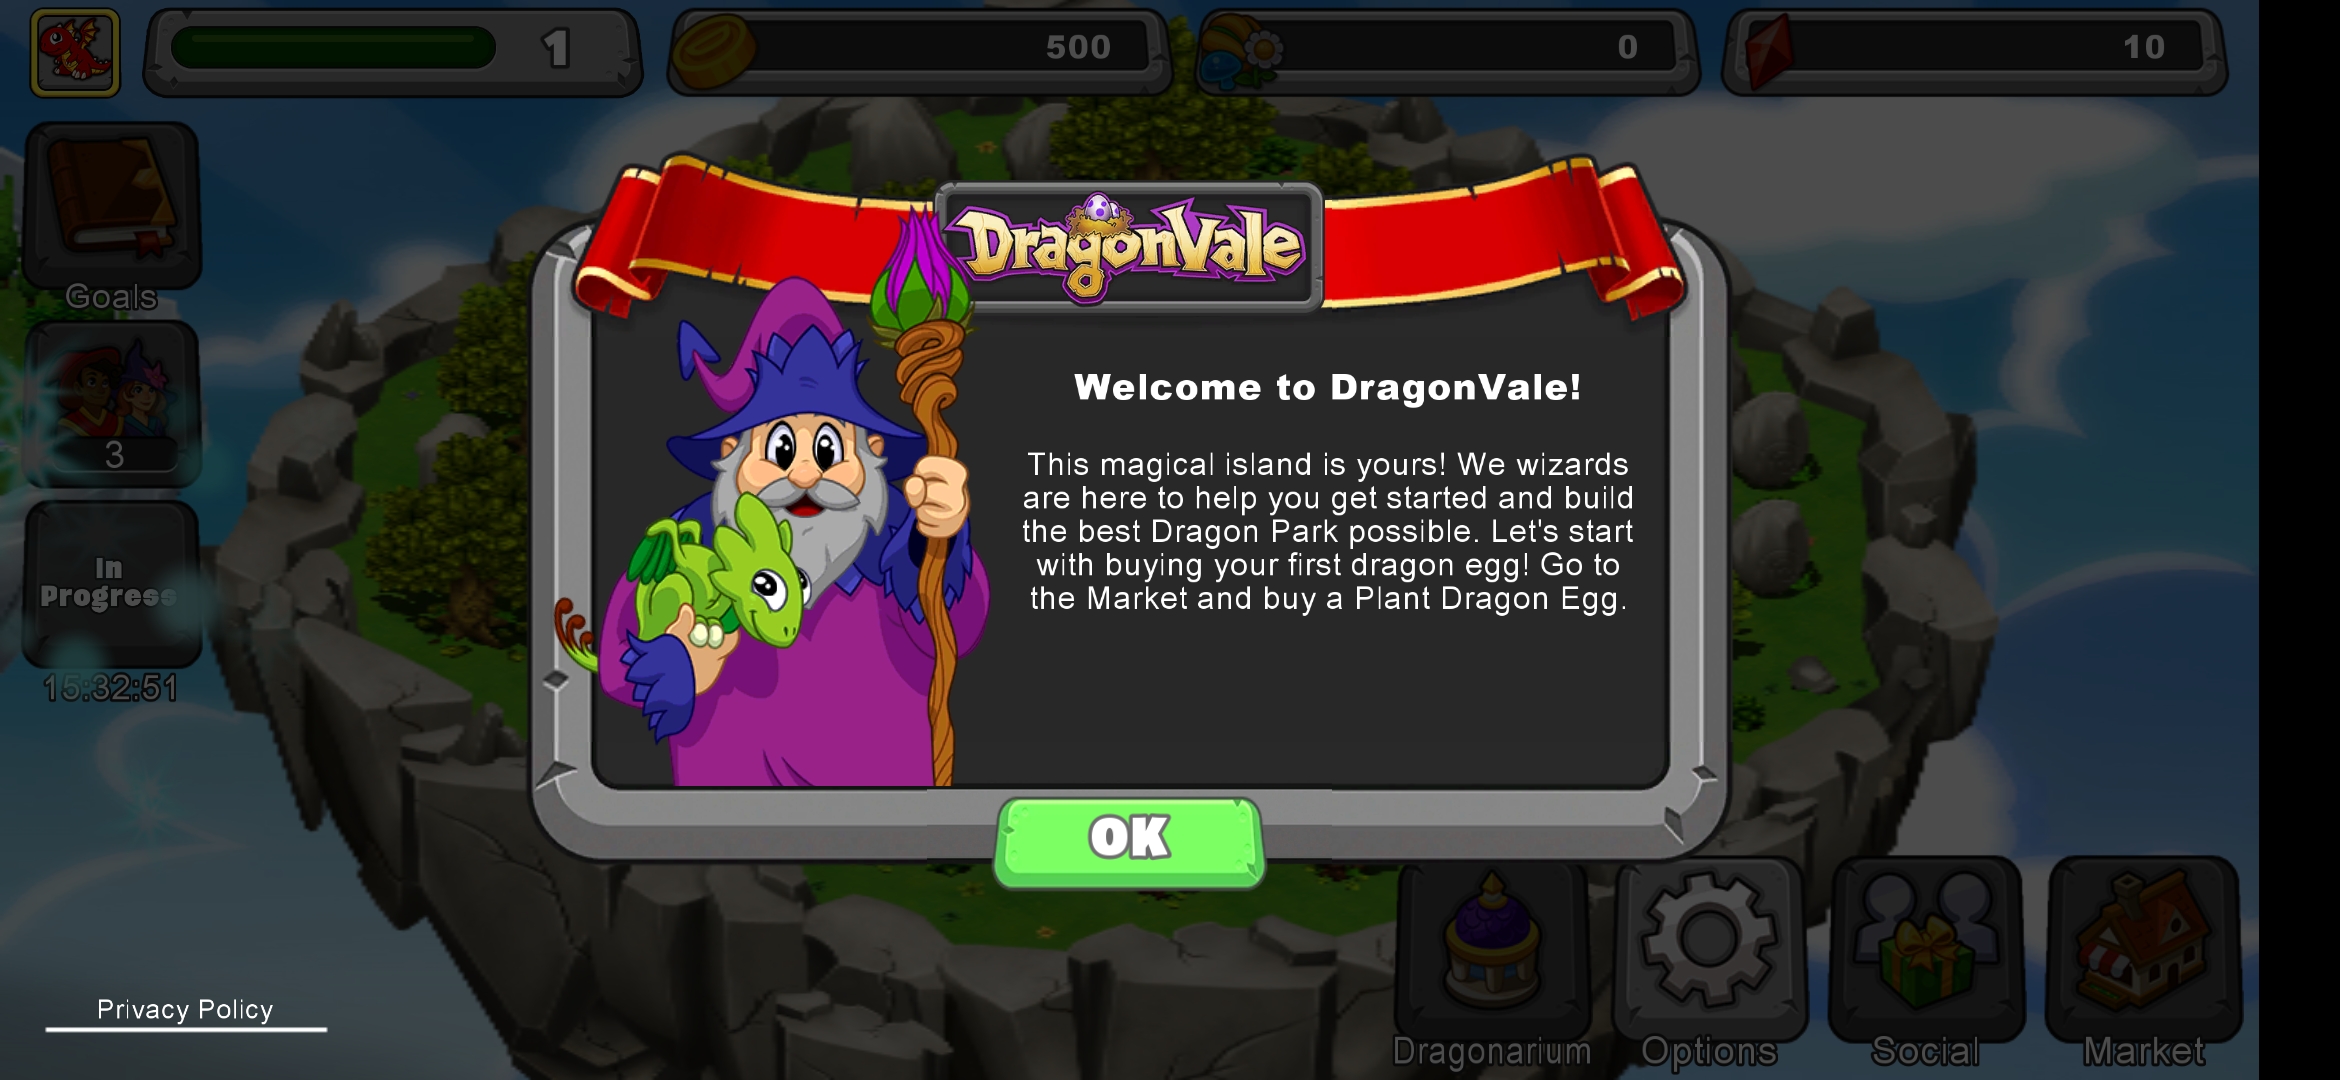 1
500
0
10
Goals
3
In
Progress
15:32:51
DragonVale
Welcome to DragonVale!
This magical island is yours! We wizards
are here to help you get started and build
the best Dragon Park possible. Let's start
with buying your first dragon egg! Go to
the Market and buy a Plant Dragon Egg.
OK
Privacy Policy
Dragonarium
Options
Social
Market